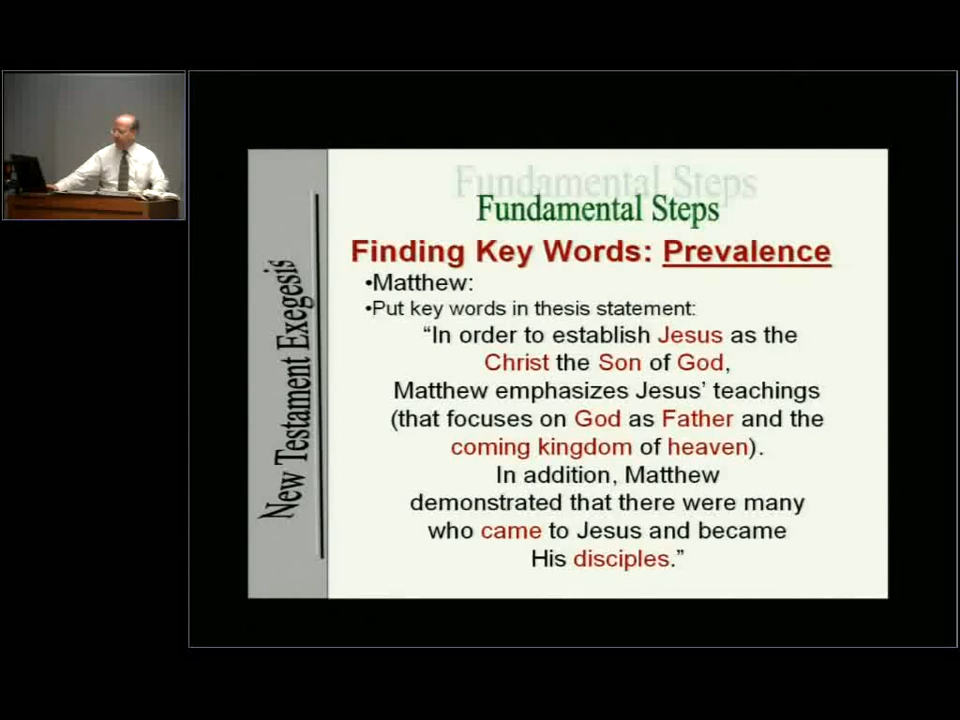 New Testament Exegesis
Fundamental Steps
Fundamental Steps
Finding Key Words: Prevalence
•Matthew:
•Put key words in thesis statement:
“In order to establish Jesus as the
Christ the Son of God,
Matthew emphasizes Jesus’ teachings
(that focuses on God as Father and the
coming kingdom of heaven).
In addition, Matthew
demonstrated that there were many
who came to Jesus and became
His disciples.”